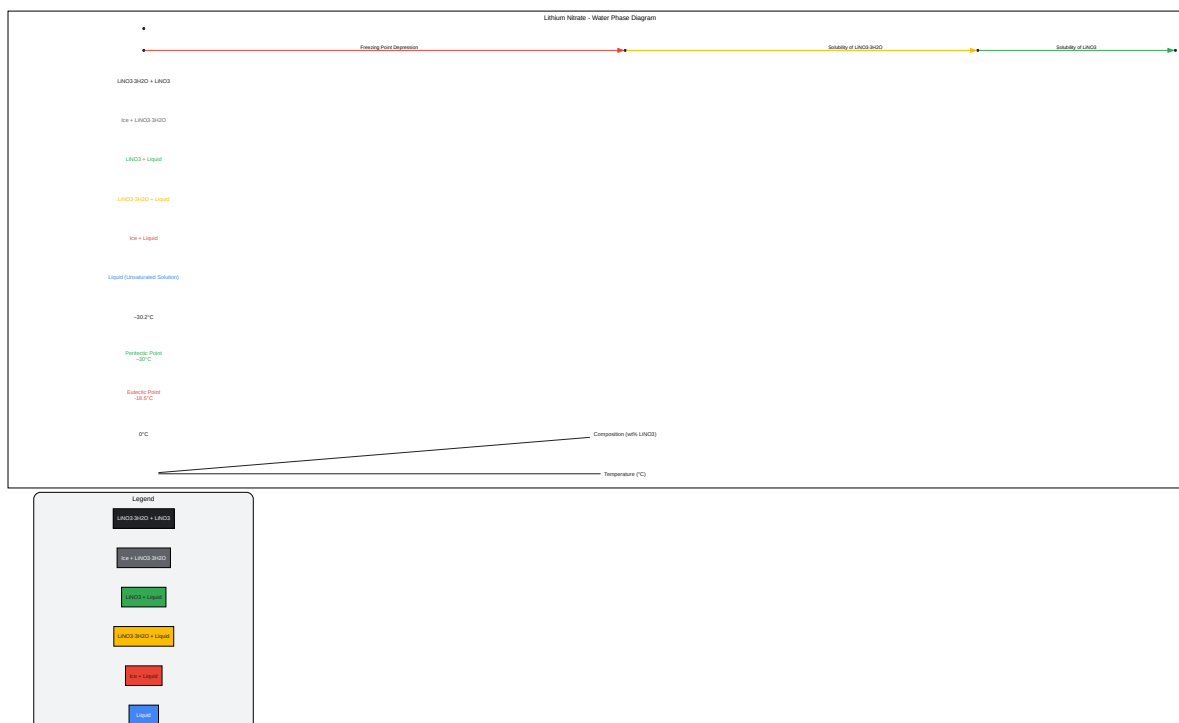 Lithium Nitrate - Water Phase Diagram
Freezing Point Depression
Solubility of LiNO3·3H2O
Solubility of LiNO3
LiNO3·3H2O + LiNO3
Ice + LiNO3·3H2O
LiNO3 + Liquid
LiNO3·3H2O + Liquid
Ice + Liquid
Liquid (Unsaturated Solution)
~30.2°C
Peritectic Point
~30°C
Eutectic Point
-18.5°C
0°C
Composition (wt% LiNO3)
Temperature (°C)
Legend
LiNO3·3H2O + LiNO3
Ice + LiNO3·3H2O
LiNO3 + Liquid
LiNO3·3H2O + Liquid
Ice + Liquid
Liquid